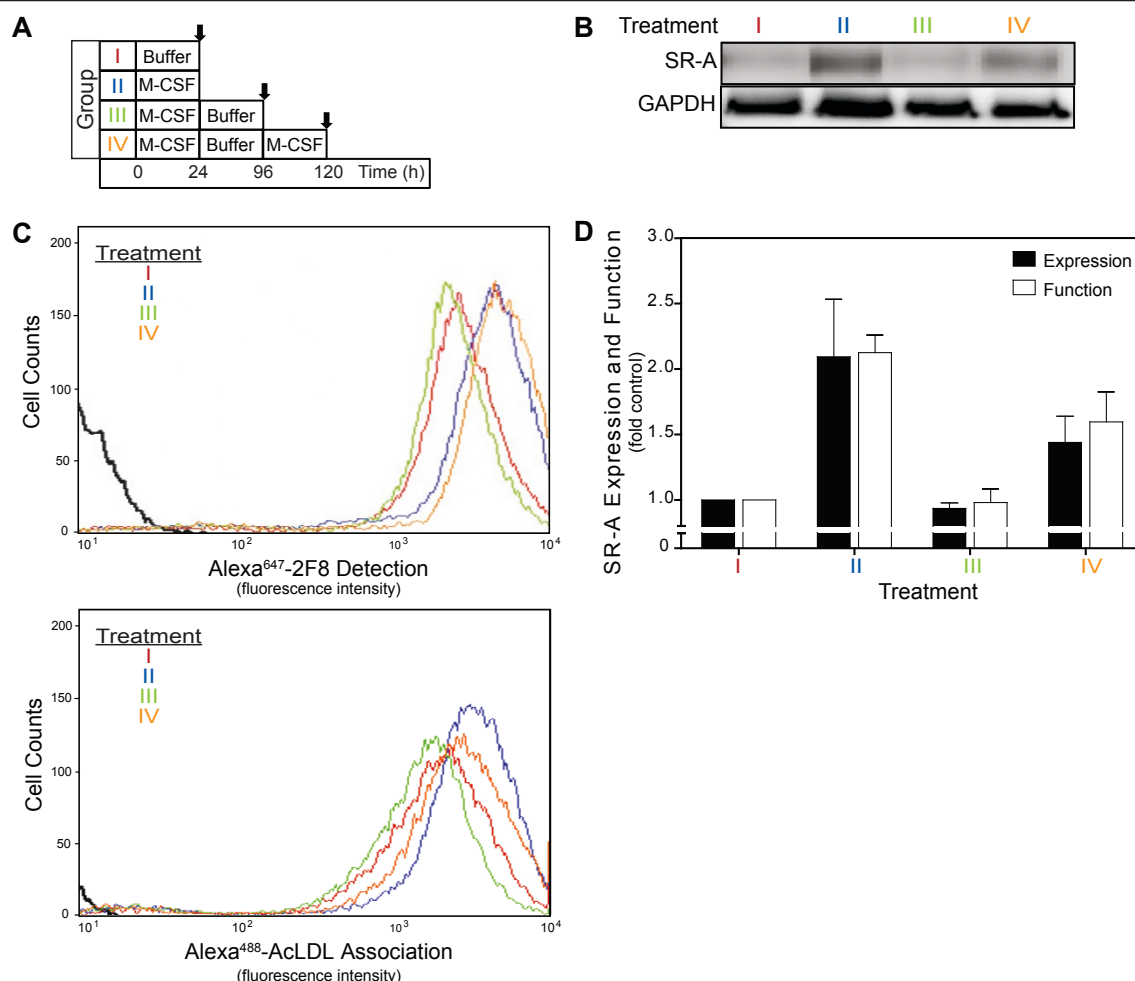 A
Group
I Buffer
II M-CSF
III M-CSF Buffer
IV M-CSF Buffer M-CSF
0 24 96 120 Time (h)
B
Treatment I II III IV
SR-A
GAPDH
C
Treatment
I
II
III
IV
200
150
100
50
0
Cell Counts
10¹ 10² 10³ 10⁴
Alexa⁶⁴⁷-2F8 Detection
(fluorescence intensity)
Treatment
I
II
III
IV
200
150
100
50
0
Cell Counts
10¹ 10² 10³ 10⁴
Alexa⁴⁸⁸-AcLDL Association
(fluorescence intensity)
D
SR-A Expression and Function
(fold control)
3.0
2.5
2.0
1.5
1.0
0
Expression
Function
I II III IV
Treatment